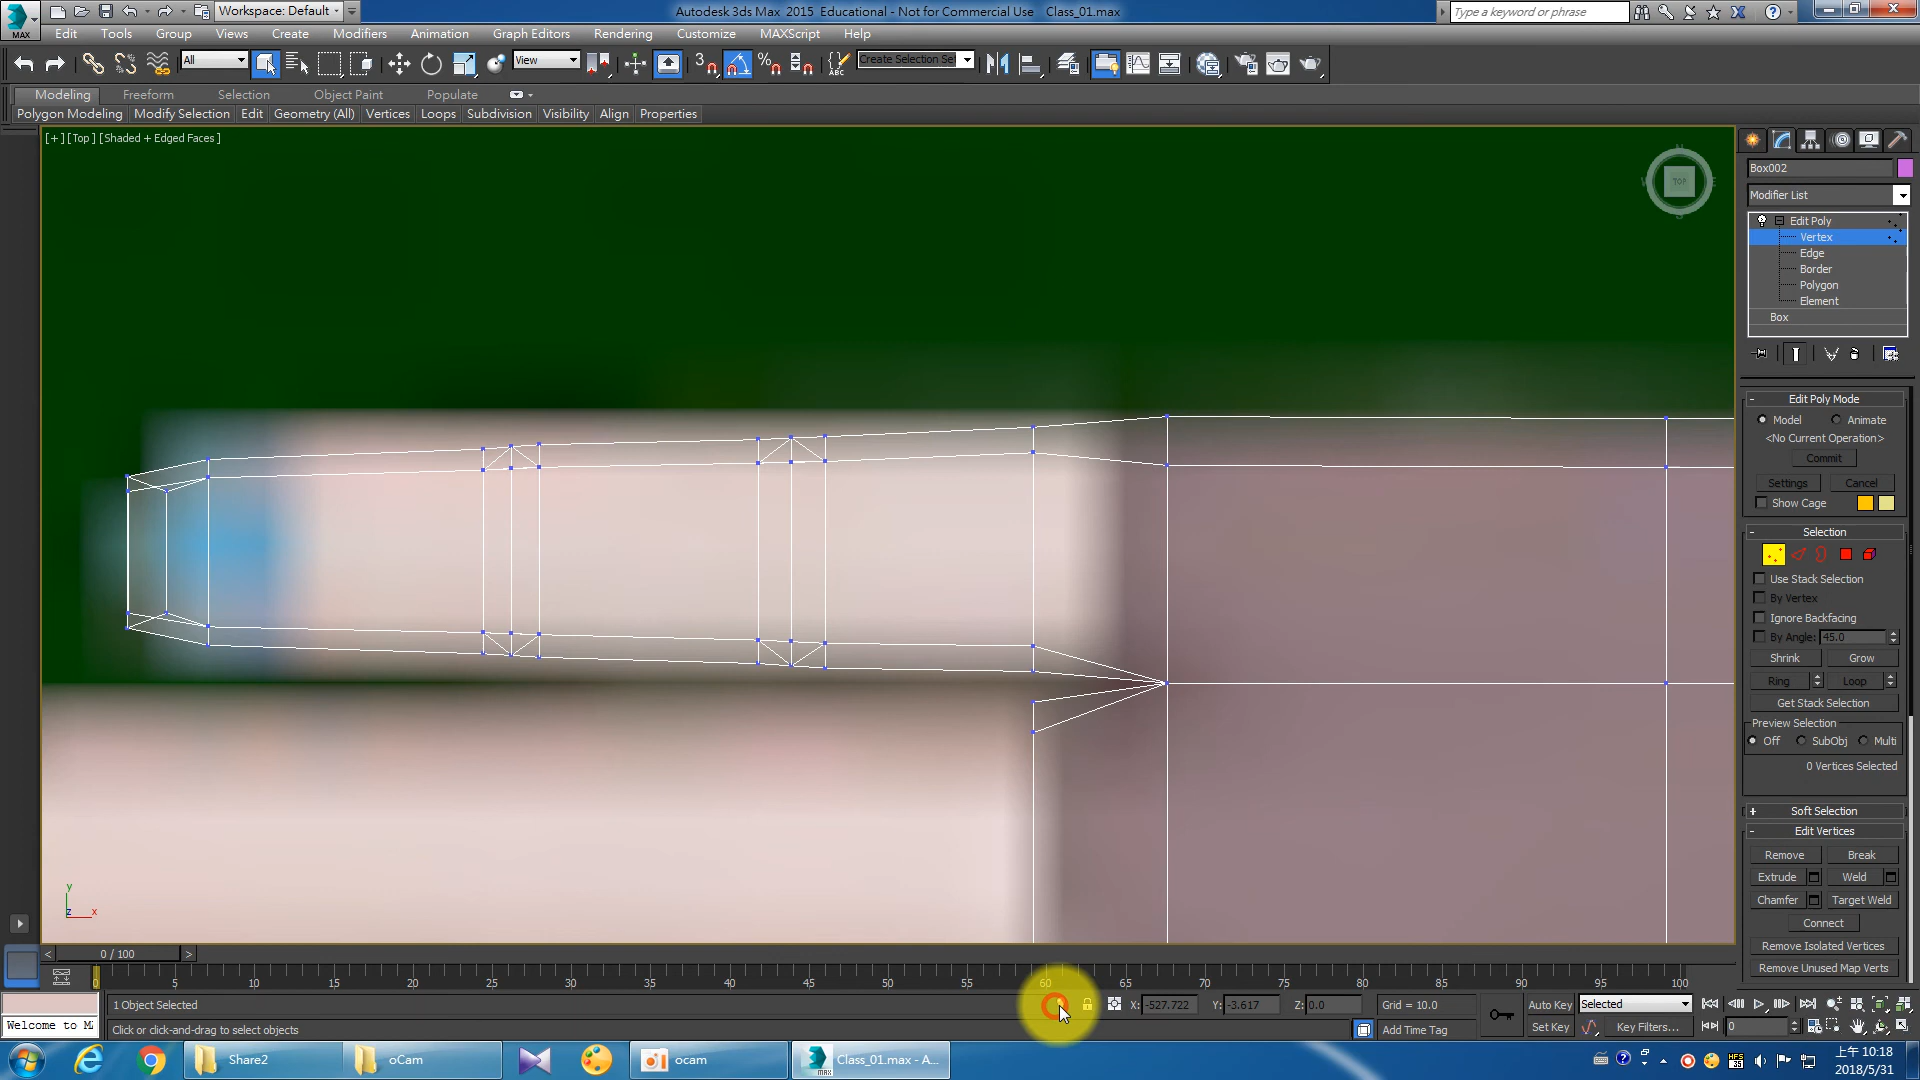 Workspace: Default
Autodesk 3ds Max 2015 Educational - Not for Commercial Use Class_01.max
Type a keyword or phrase
MAX
Edit Tools Group Views Create Modifiers Animation Graph Editors Rendering Customize MAXScript Help
All
View
3
Create Selection Set
Modeling Freeform Selection Object Paint Populate
Polygon Modeling Modify Selection Edit Geometry (All) Vertices Loops Subdivision Visibility Align Properties
[+][Top][Shaded + Edged Faces]
TOP
Box002
Modifier List
Edit Poly
Vertex
Edge
Border
Polygon
Element
Box
- Edit Poly Mode
Model Animate
<No Current Operation>
Commit
Settings Cancel
Show Cage
- Selection
Use Stack Selection
By Vertex
Ignore Backfacing
By Angle: 45.0
Shrink Grow
Ring Loop
Get Stack Selection
Preview Selection
Off SubObj Multi
0 Vertices Selected
+ Soft Selection
- Edit Vertices
Remove Break
Extrude Weld
Chamfer Target Weld
Connect
Remove Isolated Vertices
Remove Unused Map Verts
y
z x
< 0 / 100 >
0 5 10 15 20 25 30 35 40 45 50 55 60 65 70 75 80 85 90 95 100
1 Object Selected
X: -527.722 Y: -3.617 Z: 0.0 Grid = 10.0
Auto Key Selected
Welcome to MA
Click or click-and-drag to select objects
Add Time Tag
Set Key Key Filters... 0
Share2 oCam ocam Class_01.max - A...
上午 10:18
2018/5/31